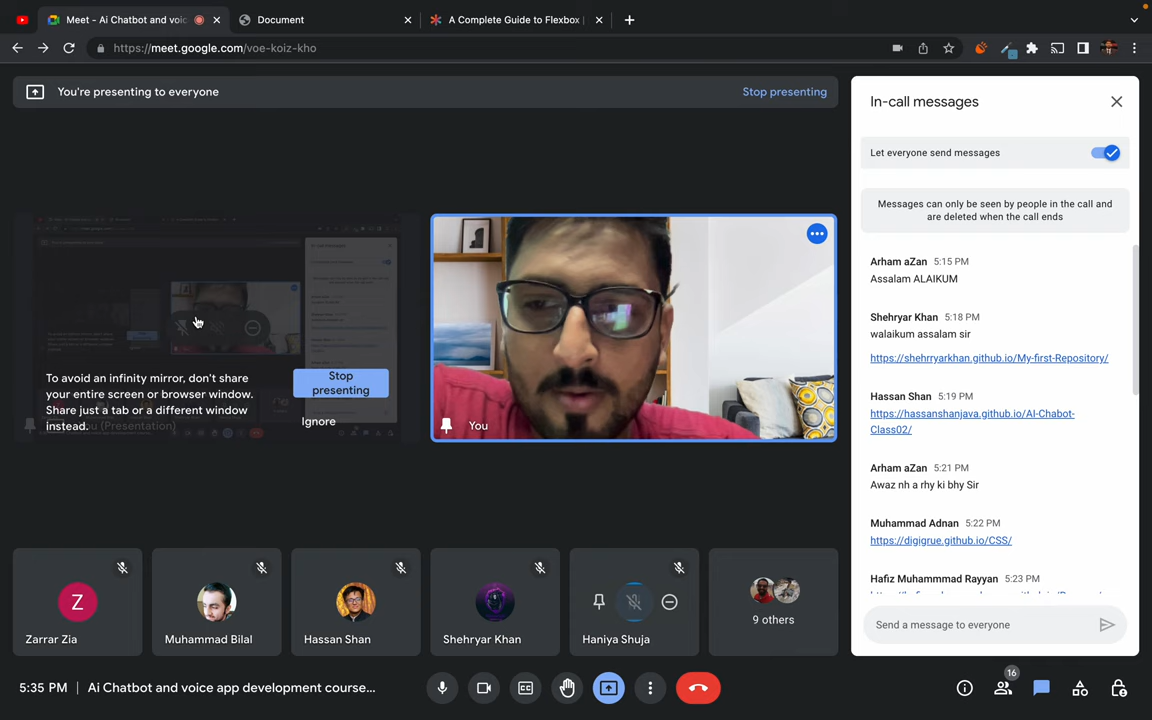 Meet - Ai Chatbot and voice
Document
A Complete Guide to Flexbox
https://meet.google.com/voe-koiz-kho
You're presenting to everyone
Stop presenting
To avoid an infinity mirror, don't share
your entire screen or browser window.
Share just a tab or a different window
instead.
Stop
presenting
Ignore
(Presentation)
You
In-call messages
Let everyone send messages
Messages can only be seen by people in the call and
are deleted when the call ends
Arham aZan 5:15 PM
Assalam ALAIKUM
Shehryar Khan 5:18 PM
walaikum assalam sir
https://shehrryarkhan.github.io/My-first-Repository/
Hassan Shan 5:19 PM
https://hassanshanjava.github.io/AI-Chabot-
Class02/
Arham aZan 5:21 PM
Awaz nh a rhy ki bhy Sir
Muhammad Adnan 5:22 PM
https://digigrue.github.io/CSS/
Hafiz Muhammmad Rayyan 5:23 PM
Send a message to everyone
Z
Zarrar Zia
Muhammad Bilal
Hassan Shan
Shehryar Khan
Haniya Shuja
9 others
5:35 PM | Ai Chatbot and voice app development course...
16